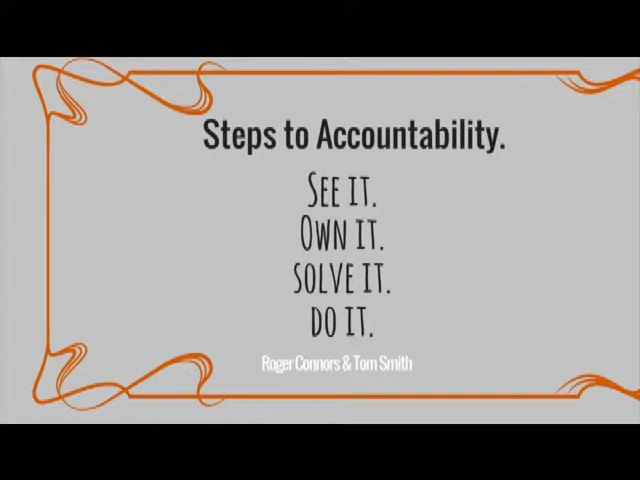 Steps to Accountability.
SEE IT.
OWN IT.
SOLVE IT.
DO IT.
Roger Connors & Tom Smith